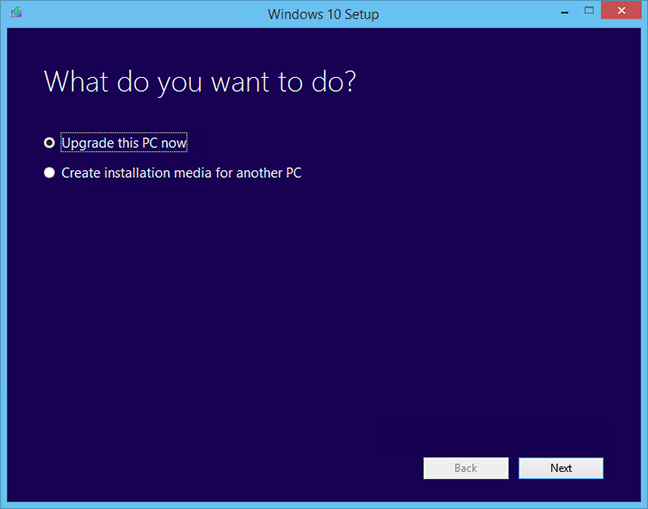 Windows 10 Setup
What do you want to do?
Upgrade this PC now
Create installation media for another PC
Back Next